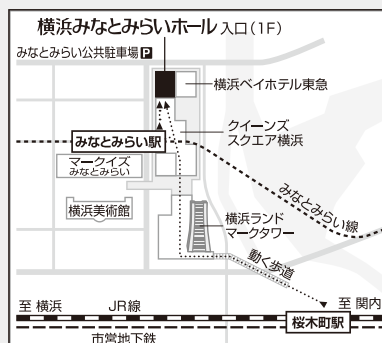 横浜みなとみらいホール 入口(1F)
みなとみらい公共駐車場 P
横浜ベイホテル東急
クイーンズ
スクエア横浜
みなとみらい駅
マークイズ
みなとみらい
みなとみらい線
横浜美術館
横浜ランド
マークタワー
動く歩道
至 横浜
JR線
至 関内
桜木町駅
市営地下鉄